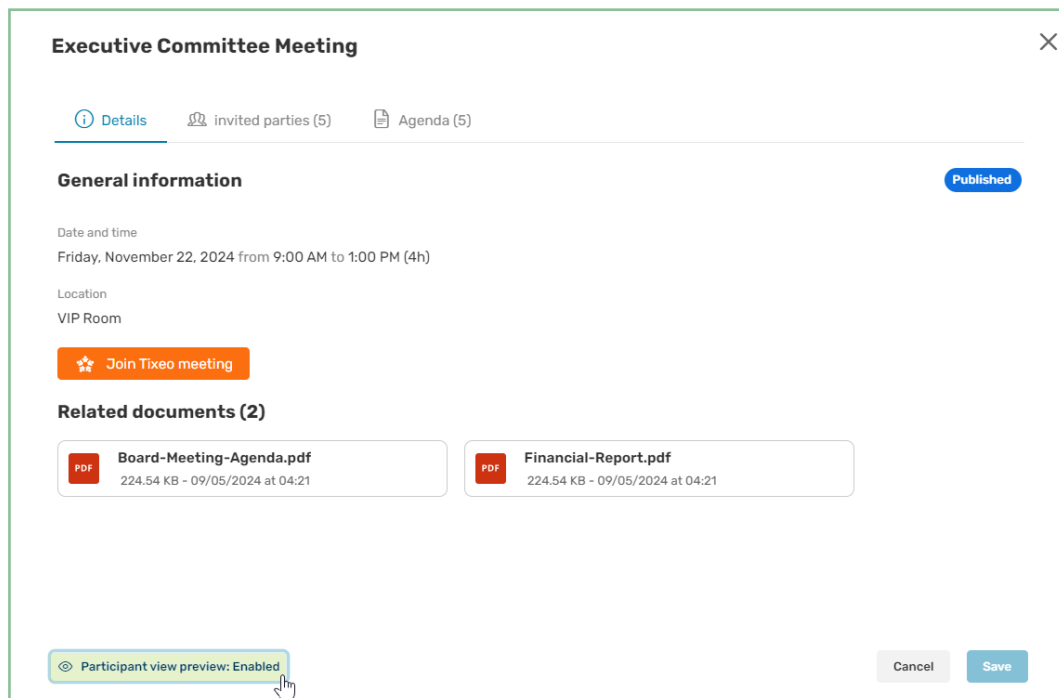 Executive Committee Meeting
Details
invited parties (5)
Agenda (5)
General information
Published
Date and time
Friday, November 22, 2024 from 9:00 AM to 1:00 PM (4h)
Location
VIP Room
Join Tixeo meeting
Related documents (2)
PDF
Board-Meeting-Agenda.pdf
224.54 KB - 09/05/2024 at 04:21
PDF
Financial-Report.pdf
224.54 KB - 09/05/2024 at 04:21
Participant view preview: Enabled
Cancel
Save